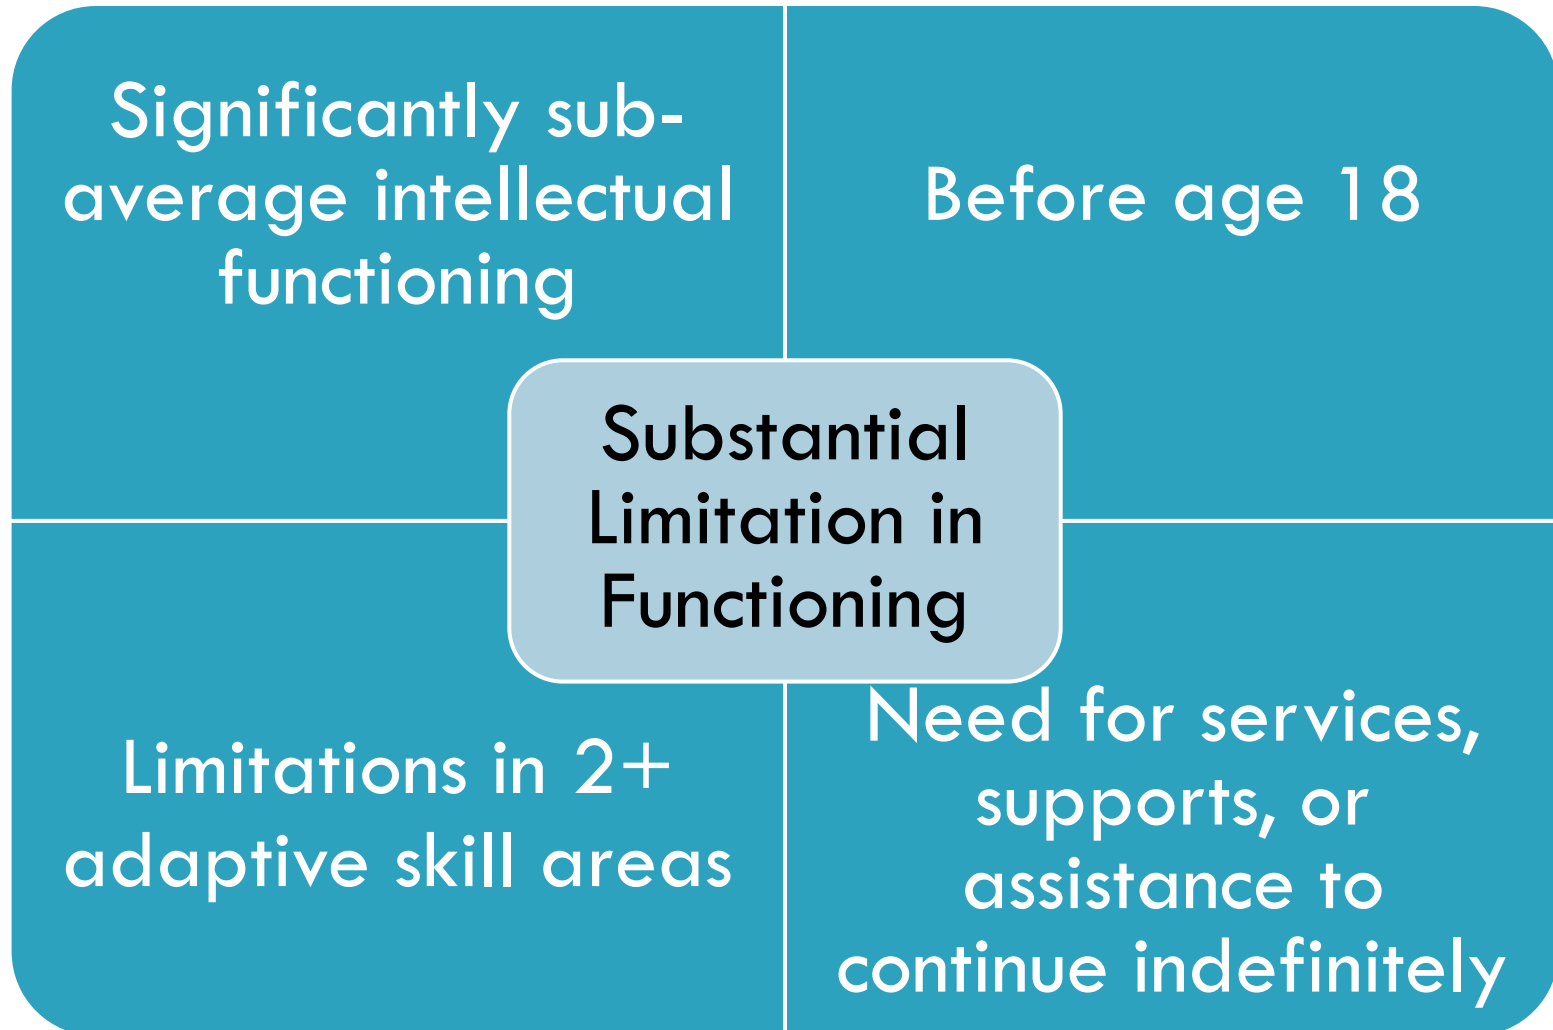 Significantly sub-
average intellectual
functioning
Before age 18
Substantial
Limitation in
Functioning
Limitations in 2+
adaptive skill areas
Need for services,
supports, or
assistance to
continue indefinitely